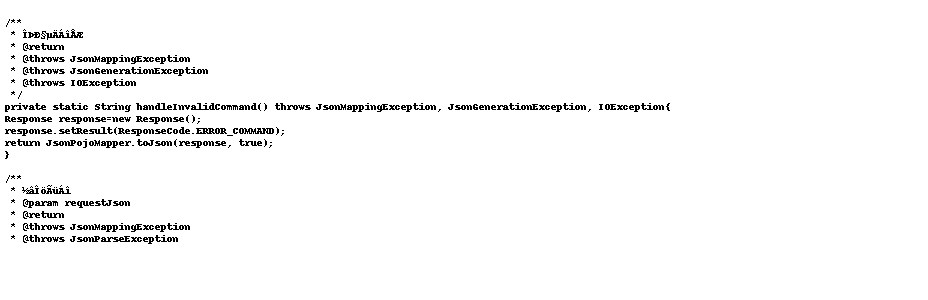 /**
* ÎÞÐ§µÄÁîÅÆ
* @return
* @throws JsonMappingException
* @throws JsonGenerationException
* @throws IOException
*/
private static String handleInvalidCommand() throws JsonMappingException, JsonGenerationException, IOException{
Response response=new Response();
response.setResult(ResponseCode.ERROR_COMMAND);
return JsonPojoMapper.toJson(response, true);
}
/**
* ½âÎöÃüÁî
* @param requestJson
* @return
* @throws JsonMappingException
* @throws JsonParseException